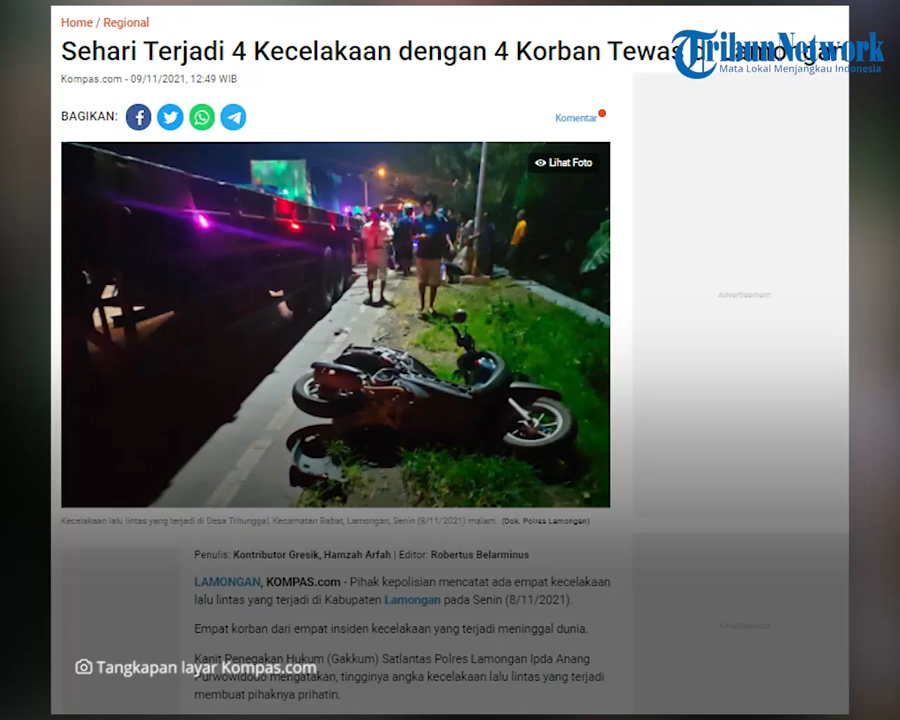 Home / Regional
Sehari Terjadi 4 Kecelakaan dengan 4 Korban Tewas
TribunNetwork
Mata Lokal Menjangkau Indonesia
Kompas.com - 09/11/2021, 12:49 WIB
BAGIKAN:
Komentar
Lihat Foto
Advertisement
Kecelakaan lalu lintas yang terjadi di Desa Tritunggal, Kecamatan Babat, Lamongan, Senin (8/11/2021) malam. (Dok. Polres Lamongan)
Penulis: Kontributor Gresik, Hamzah Arfah | Editor: Robertus Belarminus
LAMONGAN, KOMPAS.com - Pihak kepolisian mencatat ada empat kecelakaan
lalu lintas yang terjadi di Kabupaten Lamongan pada Senin (8/11/2021).
Empat korban dari empat insiden kecelakaan yang terjadi meninggal dunia.
Advertisement
Kanit Penegakan Hukum (Gakkum) Satlantas Polres Lamongan Ipda Anang
Tangkapan layar Kompas.com
Purwowidodo mengatakan, tingginya angka kecelakaan lalu lintas yang terjadi
membuat pihaknya prihatin.